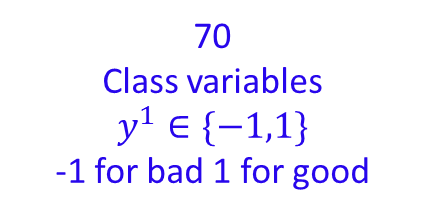 70
Class variables
y¹ ∈ {−1,1}
-1 for bad 1 for good